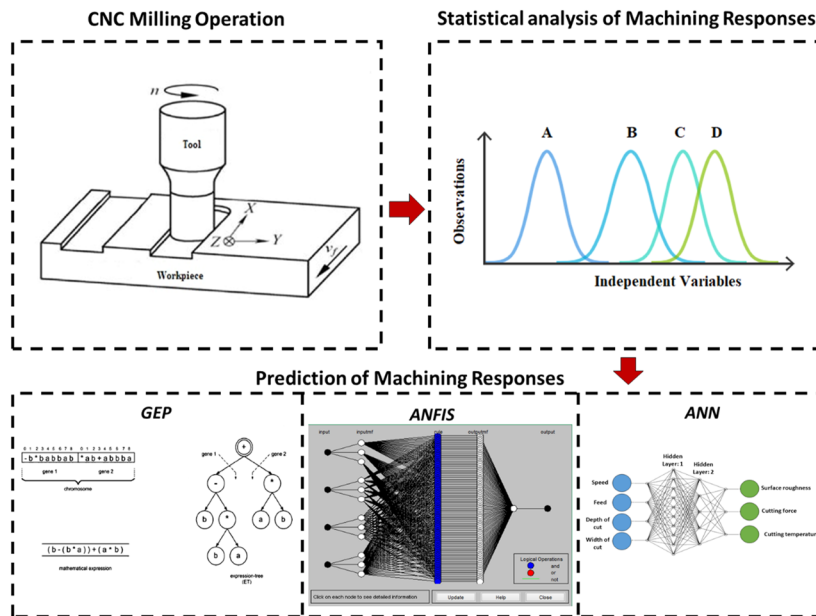 CNC Milling Operation
n
Tool
X
Z
Y
v_f
Workpiece
Statistical analysis of Machining Responses
A B C D
Observations
Independent Variables
Prediction of Machining Responses
GEP
0 1 2 3 4 5 6 7 8 0 1 2 3 4 5 6 7 8
-b*babbab *ab+abbba
gene 1 gene 2
chromosome
(b-(b*a))+(a*b)
mathematical expression
+
gene 1 gene 2
- *
b * a b
b a
expression-tree
(ET)
ANFIS
input inputmf rule outputmf output
Logical Operations
and
or
not
Click on each node to see detailed information. Update Help Close
ANN
Hidden
Layer: 1
Hidden
Layer: 2
Speed
Feed
Depth of
cut
Width of
cut
Surface roughness
Cutting force
Cutting temperature